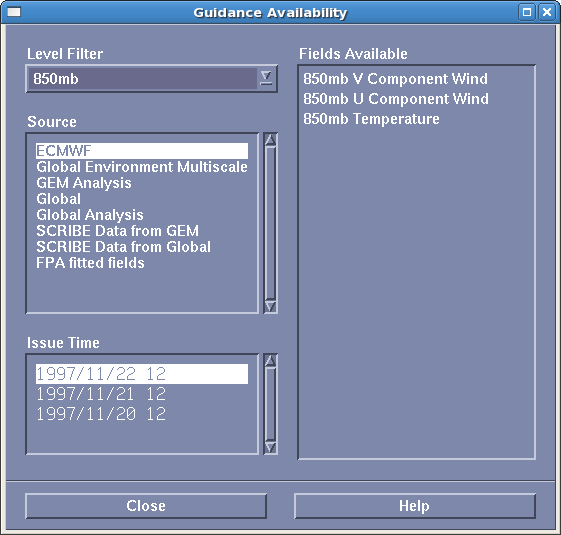 Guidance Availability
Level Filter
850mb
Source
ECMWF
Global Environment Multiscale
GEM Analysis
Global
Global Analysis
SCRIBE Data from GEM
SCRIBE Data from Global
FPA fitted fields
Issue Time
1997/11/22 12
1997/11/21 12
1997/11/20 12
Fields Available
850mb V Component Wind
850mb U Component Wind
850mb Temperature
Close
Help